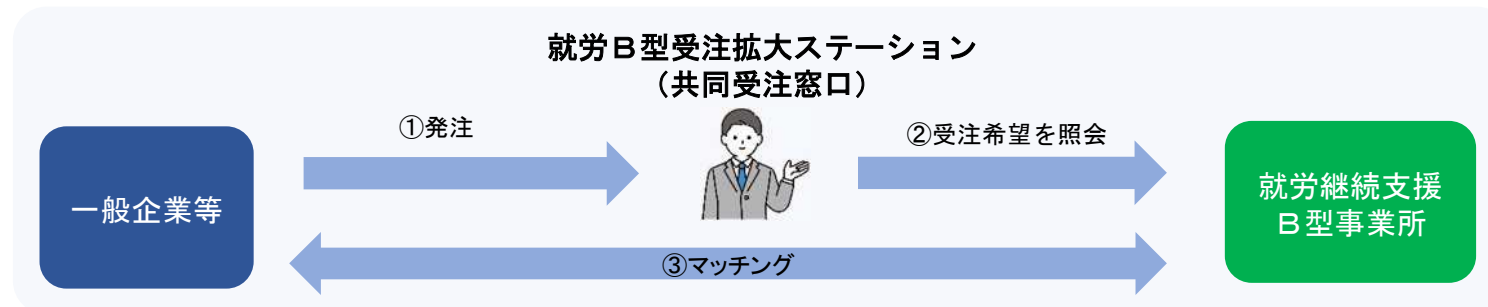 就労Ｂ型受注拡大ステーション
（共同受注窓口）
①発注
②受注希望を照会
一般企業等
就労継続支援
Ｂ型事業所
③マッチング